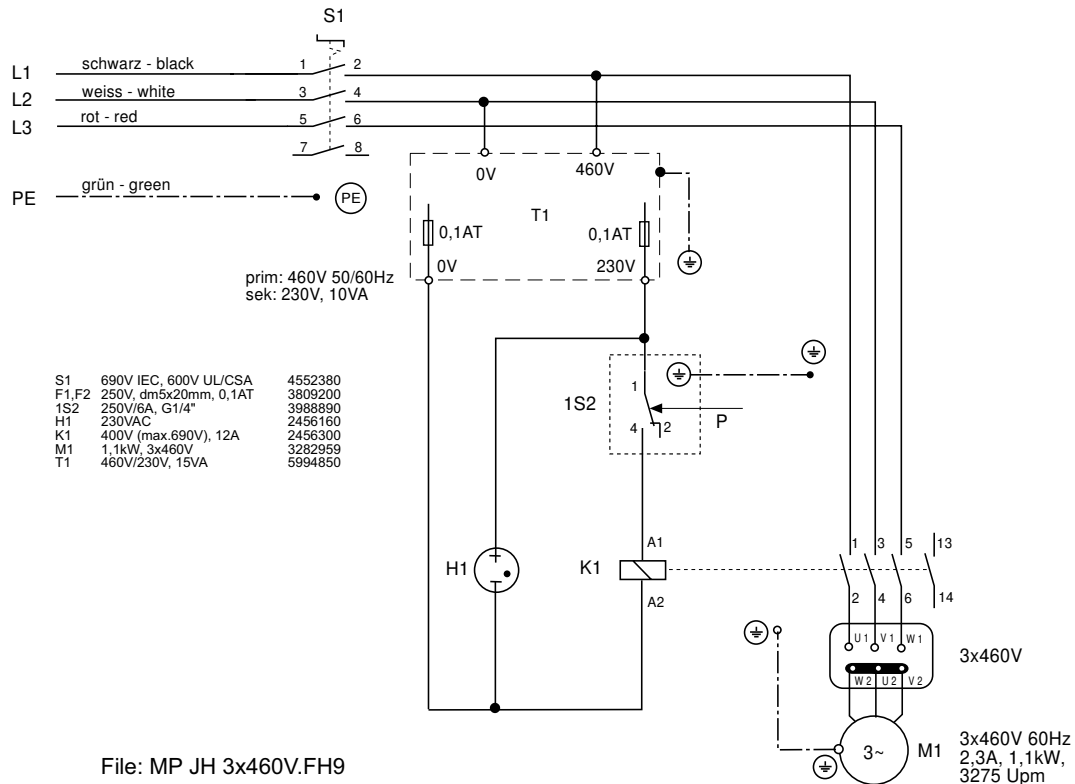 S1
L1 schwarz - black 1 2
L2 weiss - white 3 4
L3 rot - red 5 6
7 8
PE grün - green PE
0V 460V
T1
0,1AT 0,1AT
0V 230V
prim: 460V 50/60Hz
sek: 230V, 10VA
S1 690V IEC, 600V UL/CSA 4552380
F1,F2 250V, dm5x20mm, 0,1AT 3809200
1S2 250V/6A, G1/4" 3988890
H1 230VAC 2456160
K1 400V (max.690V), 12A 2456300
M1 1,1kW, 3x460V 3282959
T1 460V/230V, 15VA 5994850
1
1S2
P
4 2
A1
H1 K1
A2
1 3 5 13
2 4 6 14
U1 V1 W1
3x460V
W2 U2 V2
3~ M1
3x460V 60Hz
2,3A, 1,1kW,
3275 Upm
File: MP JH 3x460V.FH9